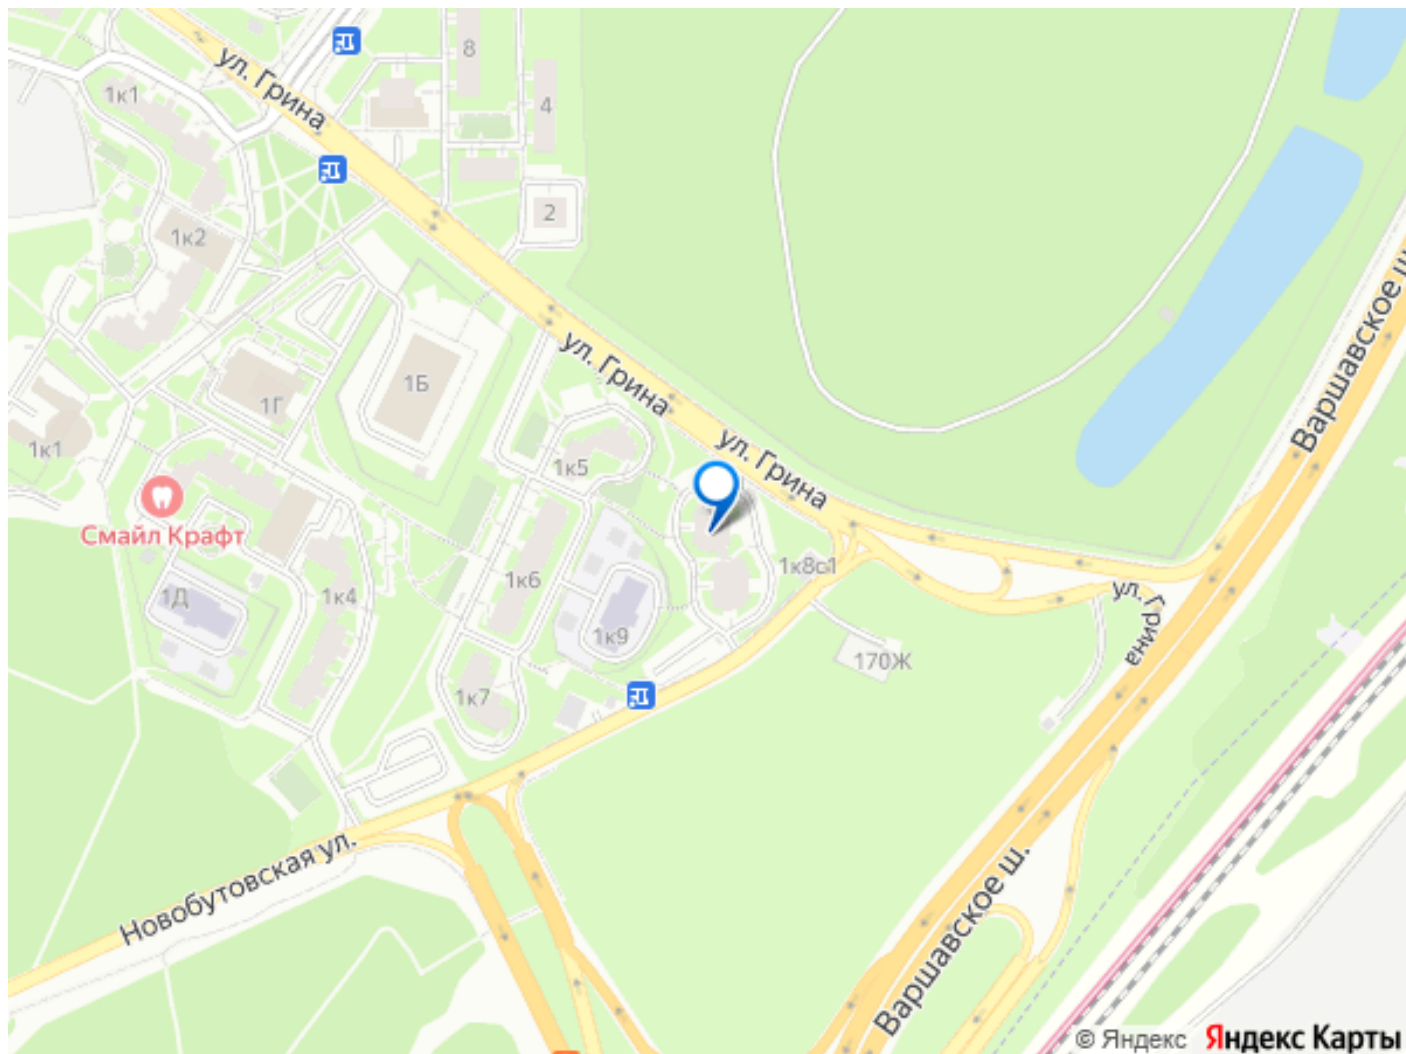 8
ул. Грина
1к1
4
2
1к2
Варшавское ш.
ул. Грина
1Б
1Г
ул. Грина
1к1
1к5
Смайл Крафт
1к8с1
1к6
ул. Грина
1Д
1к4
1к9
170Ж
1к7
Новобутовская ул.
Варшавское ш.
© Яндекс Яндекс Карты